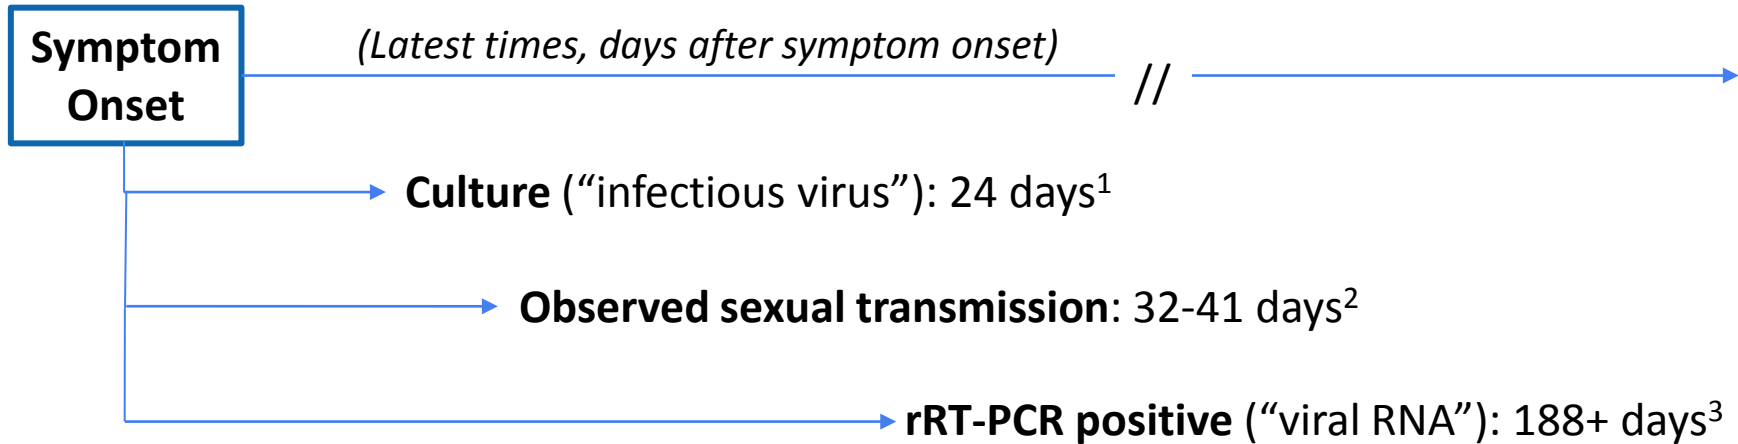 Symptom
Onset
(Latest times, days after symptom onset)
//
Culture (“infectious virus”): 24 days¹
Observed sexual transmission: 32-41 days²
rRT-PCR positive (“viral RNA”): 188+ days³